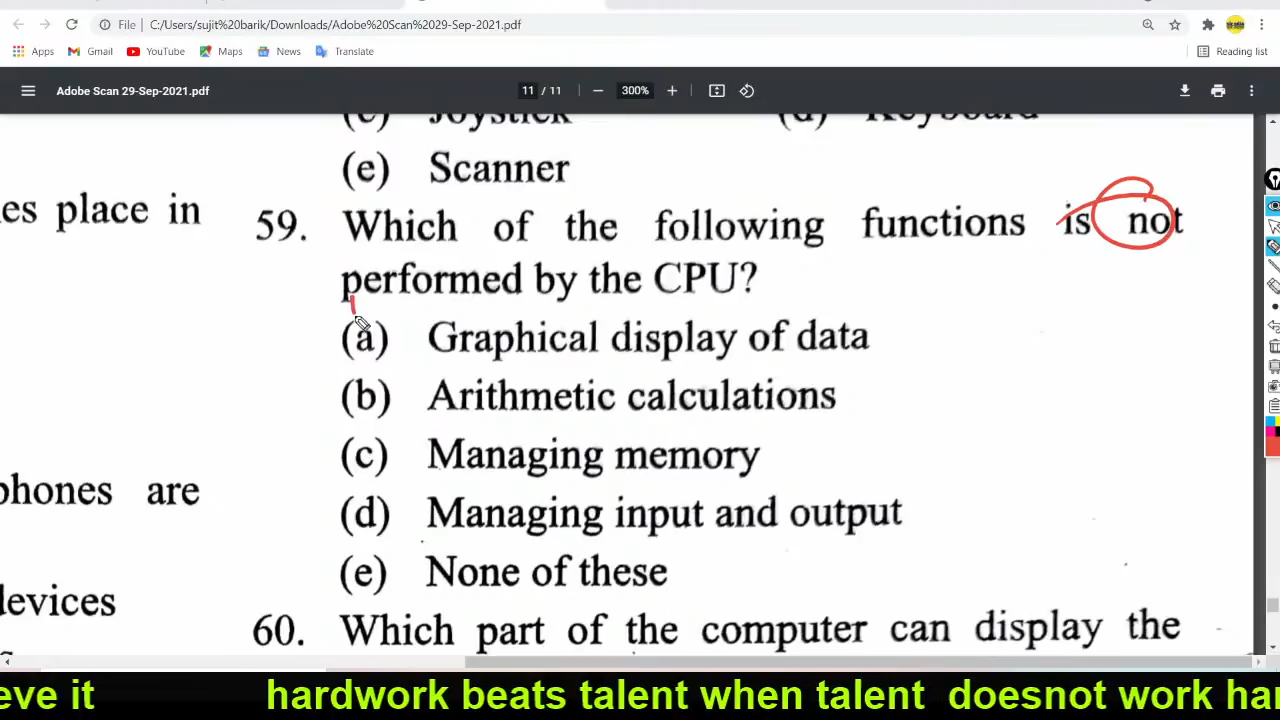 File | C:/Users/sujit%20barik/Downloads/Adobe%20Scan%2029-Sep-2021.pdf
Apps Gmail YouTube Maps News Translate Reading list
Adobe Scan 29-Sep-2021.pdf 11 / 11 300%
(c) Joystick (d) Keyboard
(e) Scanner
es place in
59. Which of the following functions is not
performed by the CPU?
(a) Graphical display of data
(b) Arithmetic calculations
(c) Managing memory
(d) Managing input and output
phones are
(e) None of these
devices
60. Which part of the computer can display the
eve it hardwork beats talent when talent doesnot work har